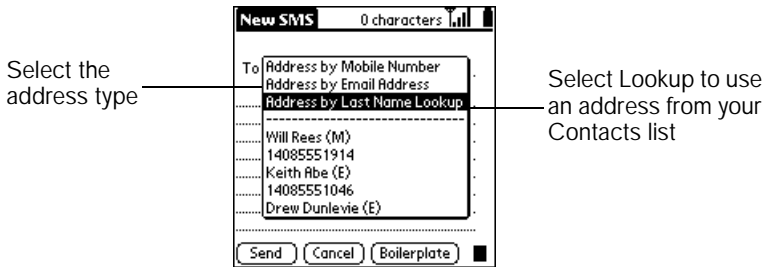 New SMS 0 characters
To
Address by Mobile Number
Address by Email Address
Address by Last Name Lookup
Will Rees (M)
14085551914
Keith Abe (E)
14085551046
Drew Dunlevie (E)
Send Cancel Boilerplate
Select the
address type
Select Lookup to use
an address from your
Contacts list